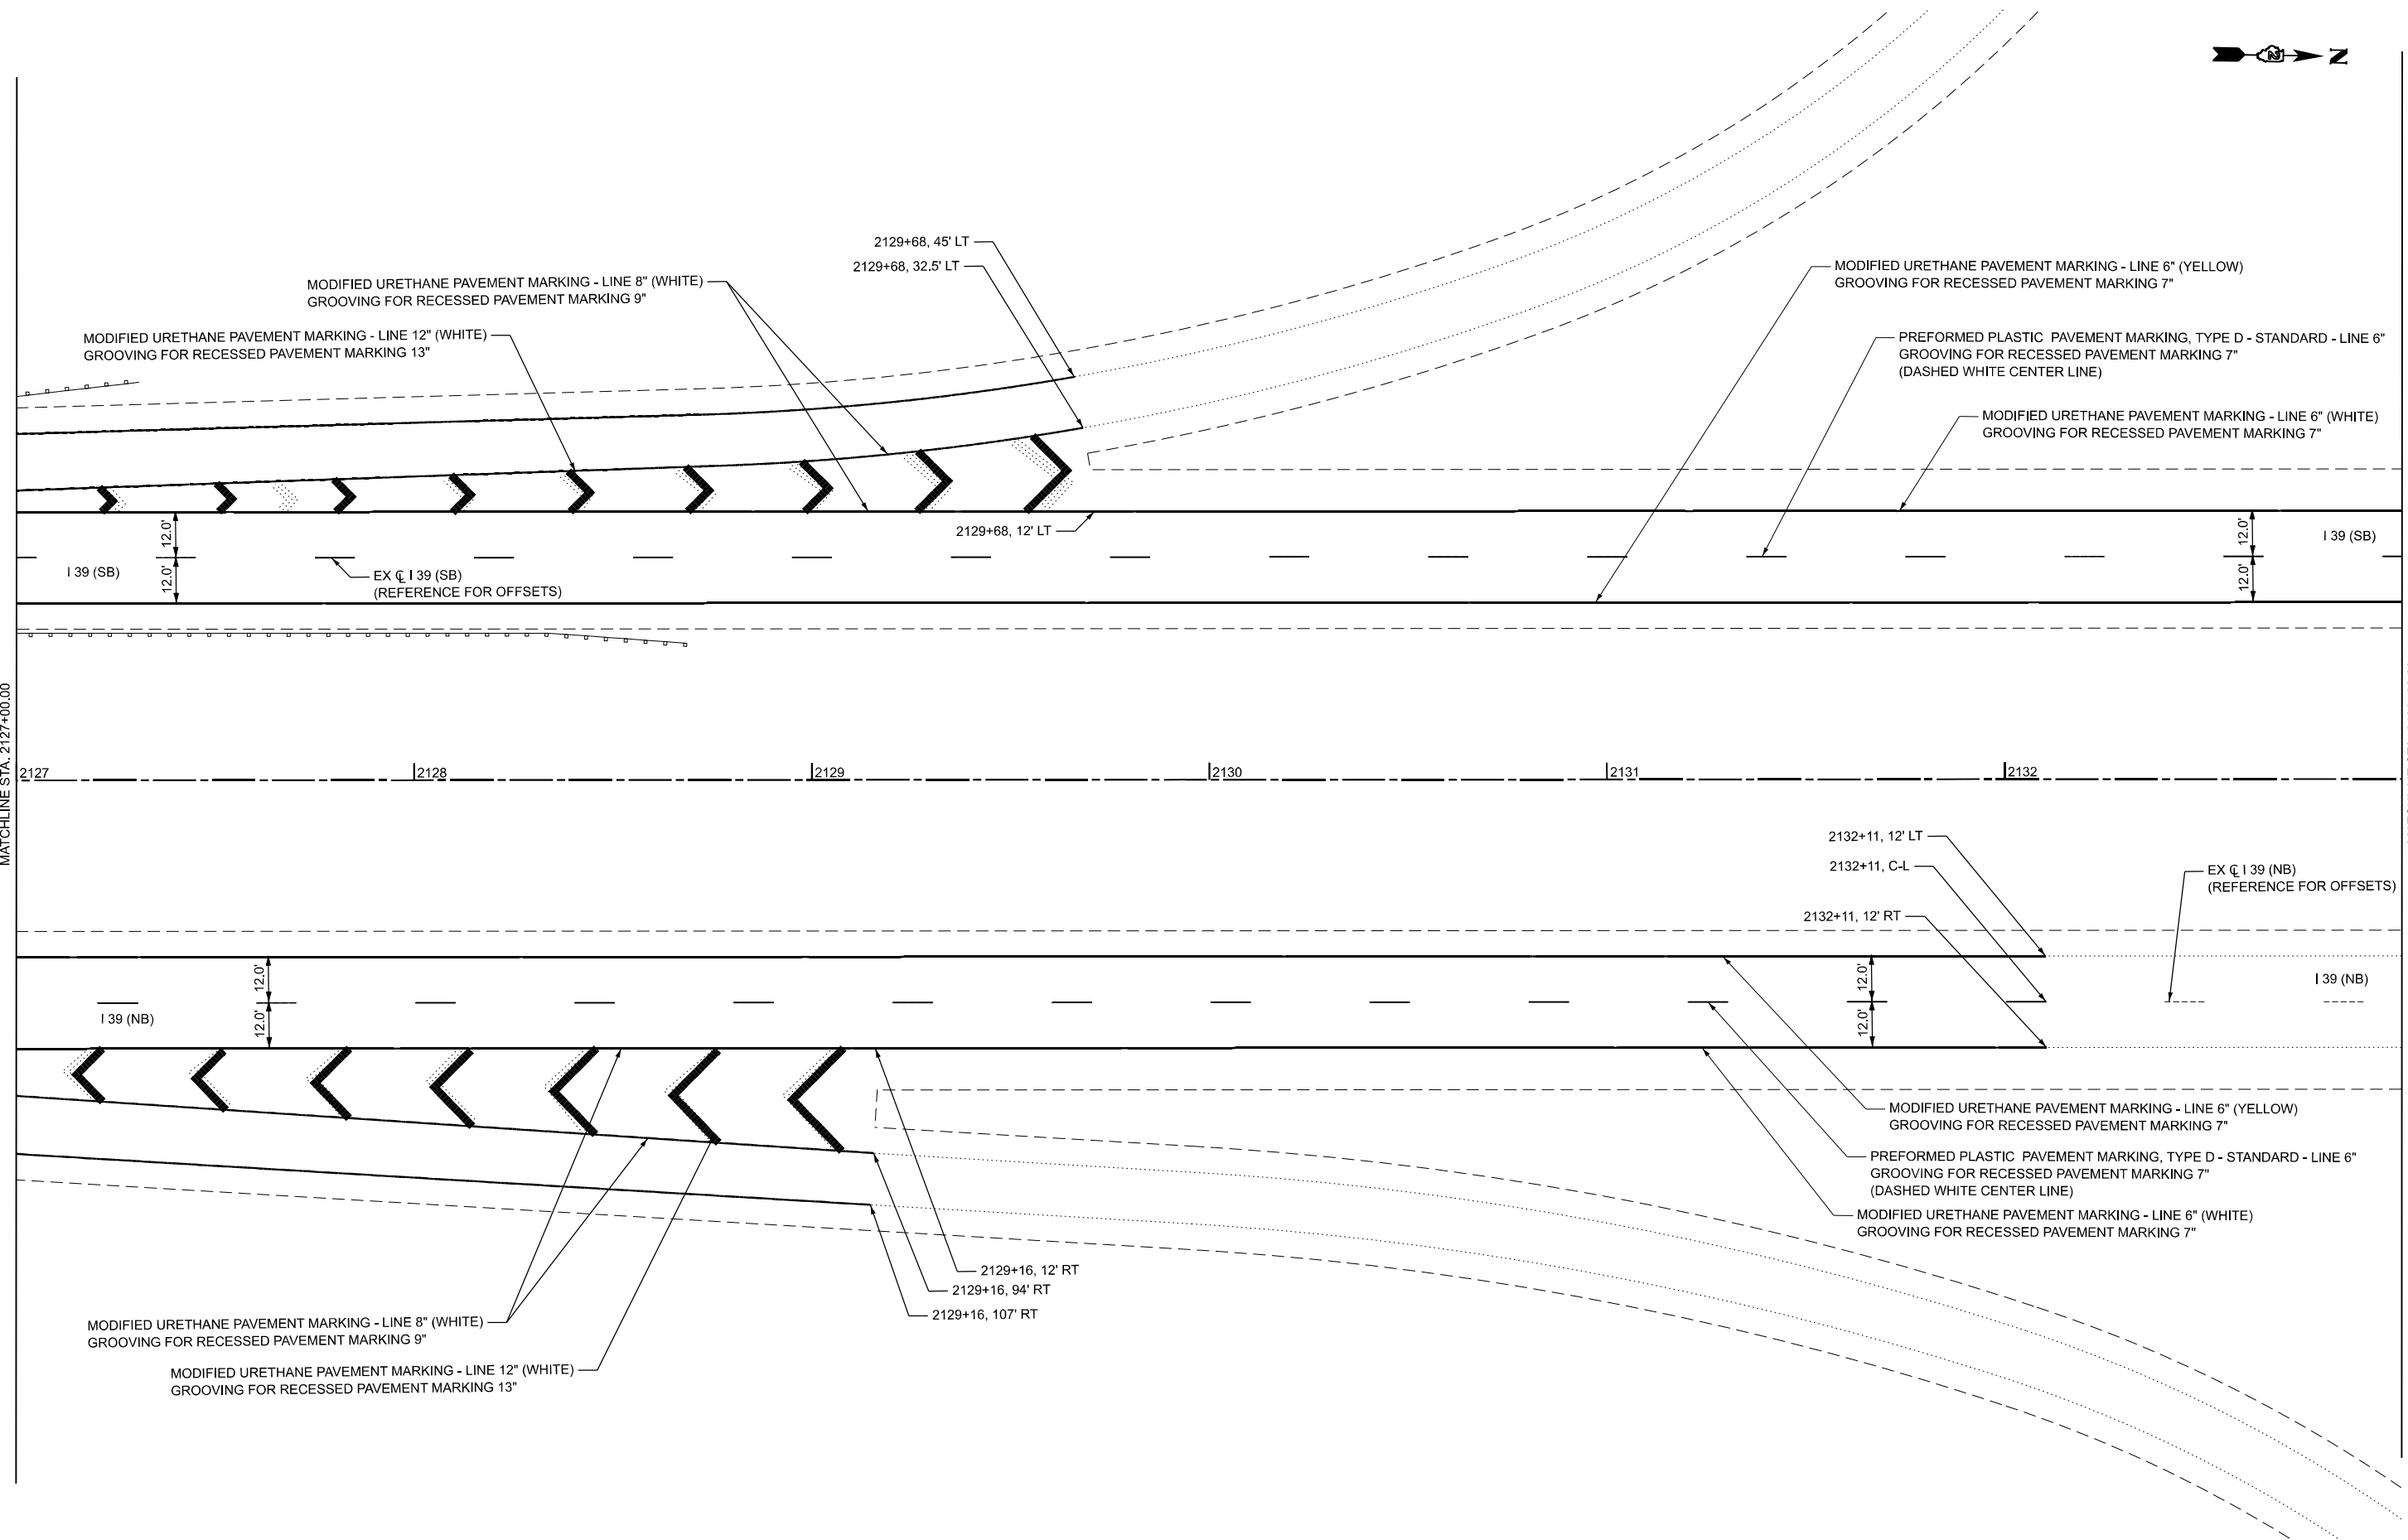 N
2129+68, 45' LT
2129+68, 32.5' LT
MODIFIED URETHANE PAVEMENT MARKING - LINE 8" (WHITE)
GROOVING FOR RECESSED PAVEMENT MARKING 9"
MODIFIED URETHANE PAVEMENT MARKING - LINE 12" (WHITE)
GROOVING FOR RECESSED PAVEMENT MARKING 13"
MODIFIED URETHANE PAVEMENT MARKING - LINE 6" (YELLOW)
GROOVING FOR RECESSED PAVEMENT MARKING 7"
PREFORMED PLASTIC PAVEMENT MARKING, TYPE D - STANDARD - LINE 6"
GROOVING FOR RECESSED PAVEMENT MARKING 7"
(DASHED WHITE CENTER LINE)
MODIFIED URETHANE PAVEMENT MARKING - LINE 6" (WHITE)
GROOVING FOR RECESSED PAVEMENT MARKING 7"
2129+68, 12' LT
12.0'
12.0'
I 39 (SB)
EX ℄ I 39 (SB)
(REFERENCE FOR OFFSETS)
12.0'
12.0'
I 39 (SB)
MATCHLINE STA. 2127+00.00
2127
2128
2129
2130
2131
2132
2132+11, 12' LT
2132+11, C-L
2132+11, 12' RT
EX ℄ I 39 (NB)
(REFERENCE FOR OFFSETS)
12.0'
12.0'
I 39 (NB)
12.0'
12.0'
I 39 (NB)
MODIFIED URETHANE PAVEMENT MARKING - LINE 6" (YELLOW)
GROOVING FOR RECESSED PAVEMENT MARKING 7"
PREFORMED PLASTIC PAVEMENT MARKING, TYPE D - STANDARD - LINE 6"
GROOVING FOR RECESSED PAVEMENT MARKING 7"
(DASHED WHITE CENTER LINE)
MODIFIED URETHANE PAVEMENT MARKING - LINE 6" (WHITE)
GROOVING FOR RECESSED PAVEMENT MARKING 7"
2129+16, 12' RT
2129+16, 94' RT
2129+16, 107' RT
MODIFIED URETHANE PAVEMENT MARKING - LINE 8" (WHITE)
GROOVING FOR RECESSED PAVEMENT MARKING 9"
MODIFIED URETHANE PAVEMENT MARKING - LINE 12" (WHITE)
GROOVING FOR RECESSED PAVEMENT MARKING 13"